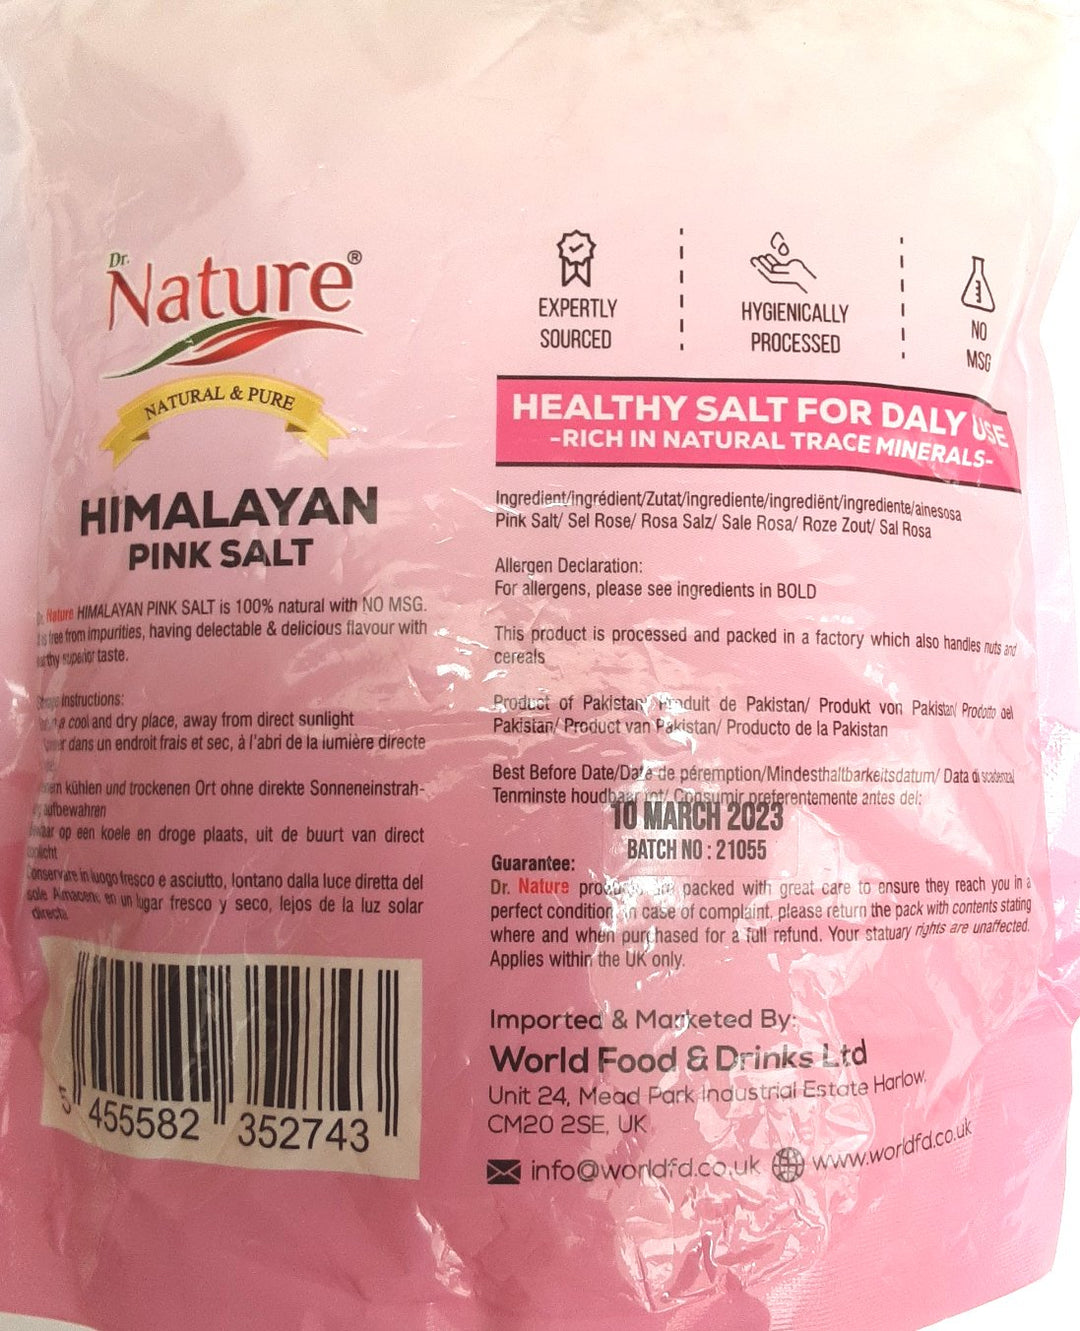 Dr.
Nature®
NATURAL & PURE
HIMALAYAN
PINK SALT
Nature HIMALAYAN PINK SALT is 100% natural with NO MSG.
is free from impurities, having delectable & delicious flavour with
superior taste.
Instructions:
a cool and dry place, away from direct sunlight
dans un endroit frais et sec, à l'abri de la lumière directe
kühlen und trockenen Ort ohne direkte Sonneneinstrah-
aufbewahren
op een koele en droge plaats, uit de buurt van direct
Conservare in luogo fresco e asciutto, lontano dalla luce diretta del
sole. en un lugar fresco y seco, lejos de la luz solar
directa
5 455582 352743
EXPERTLY
SOURCED
HYGIENICALLY
PROCESSED
NO
MSG
HEALTHY SALT FOR DALY USE
-RICH IN NATURAL TRACE MINERALS-
Ingredient/ingrédient/Zutat/ingrediente/ingrediënt/ingrediente/ainesosa
Pink Salt/ Sel Rose/ Rosa Salz/ Sale Rosa/ Roze Zout/ Sal Rosa
Allergen Declaration:
For allergens, please see ingredients in BOLD
This product is processed and packed in a factory which also handles nuts and
cereals
Product of Pakistan/ Produit de Pakistan/ Produkt von Pakistan/ Prodotto del
Pakistan/ Product van Pakistan/ Producto de la Pakistan
Best Before Date/Date de péremption/Mindesthaltbarkeitsdatum/ Data di
Tenminste houdbaar tot/ Consumir preferentemente antes del:
10 MARCH 2023
BATCH NO : 21055
Guarantee:
Dr. Nature products are packed with great care to ensure they reach you in a
perfect condition in case of complaint, please return the pack with contents stating
where and when purchased for a full refund. Your statuary rights are unaffected.
Applies within the UK only.
Imported & Marketed By:
World Food & Drinks Ltd
Unit 24, Mead Park Industrial Estate Harlow,
CM20 2SE, UK
info@worldfd.co.uk www.worldfd.co.uk